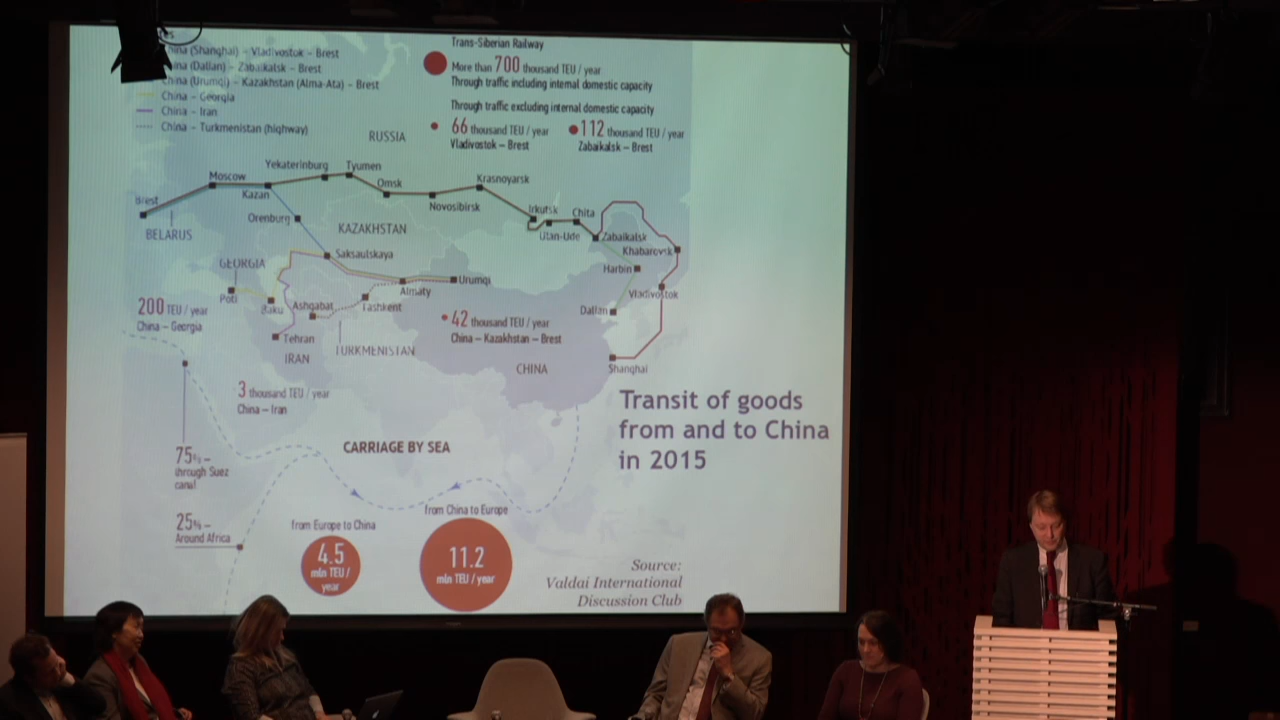 China (Shanghai) – Vladivostok – Brest
China (Dalian) – Zabaikalsk – Brest
China (Urumqi) – Kazakhstan (Alma-Ata) – Brest
China – Georgia
China – Iran
China – Turkmenistan (highway)
Trans-Siberian Railway
More than 700 thousand TEU / year
Through traffic including internal domestic capacity
Through traffic excluding internal domestic capacity
66 thousand TEU / year
Vladivostok – Brest
112 thousand TEU / year
Zabaikalsk – Brest
RUSSIA
Yekaterinburg
Tyumen
Moscow
Kazan
Omsk
Krasnoyarsk
Novosibirsk
Brest
BELARUS
Orenburg
KAZAKHSTAN
Irkutsk
Chita
Ulan-Ude
Zabaikalsk
Khabarovsk
Saksaulskaya
GEORGIA
Harbin
Urumqi
Almaty
Poti
Baku
Ashgabat
Tashkent
Vladivostok
Dalian
200 TEU / year
China – Georgia
42 thousand TEU / year
China – Kazakhstan – Brest
Tehran
IRAN
TURKMENISTAN
CHINA
Shanghai
3 thousand TEU / year
China – Iran
Transit of goods
from and to China
in 2015
CARRIAGE BY SEA
75% –
through Suez
canal
25% –
Around Africa
from Europe to China
4.5
mln TEU /
year
from China to Europe
11.2
mln TEU / year
Source:
Valdai International
Discussion Club